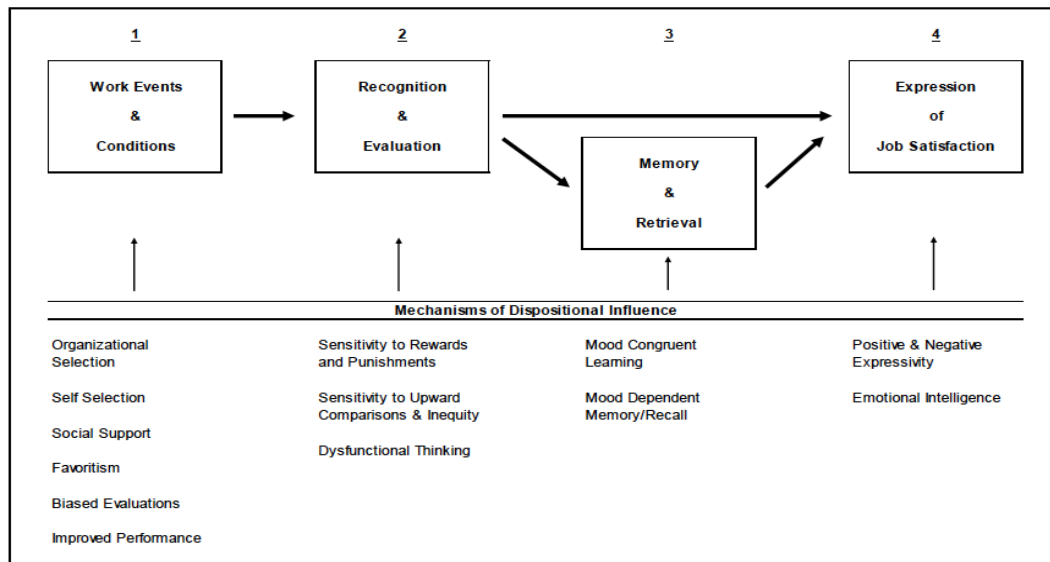 1
2
3
4
Work Events
&
Conditions
Recognition
&
Evaluation
Memory
&
Retrieval
Expression
of
Job Satisfaction
Mechanisms of Dispositional Influence
Organizational
Selection
Self Selection
Social Support
Favoritism
Biased Evaluations
Improved Performance
Sensitivity to Rewards
and Punishments
Sensitivity to Upward
Comparisons & Inequity
Dysfunctional Thinking
Mood Congruent
Learning
Mood Dependent
Memory/Recall
Positive & Negative
Expressivity
Emotional Intelligence